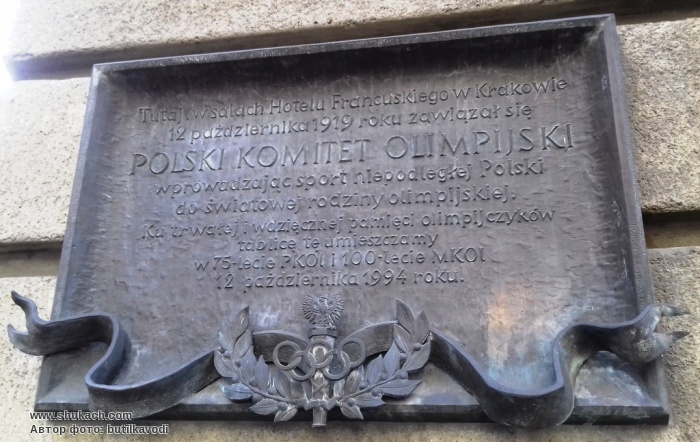 Tutaj w salach Hotelu Francuskiego w Krakowie
12 października 1919 roku zawiązał się
POLSKI KOMITET OLIMPIJSKI
wprowadzając sport niepodległej Polski
do światowej rodziny olimpijskiej.
Ku trwałej i wdzięcznej pamięci olimpijczyków
tablicę tę umieszczamy
w 75-lecie PKOl i 100-lecie MKOl
12 października 1994 roku.
www.shukach.com
Автор фото: butilkavodi